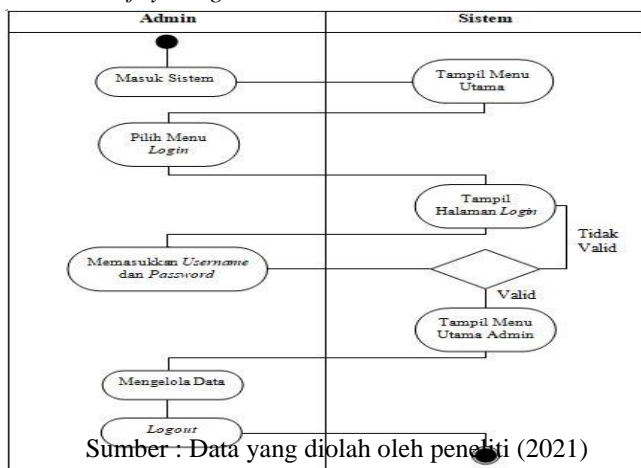 Admin
Sistem
Masuk Sistem
Tampil Menu
Utama
Pilih Menu
Login
Tampil
Halaman Login
Tidak
Valid
Memasukkan Username
dan Password
Valid
Tampil Menu
Utama Admin
Mengelola Data
Logout
Sumber : Data yang diolah oleh peneliti (2021)